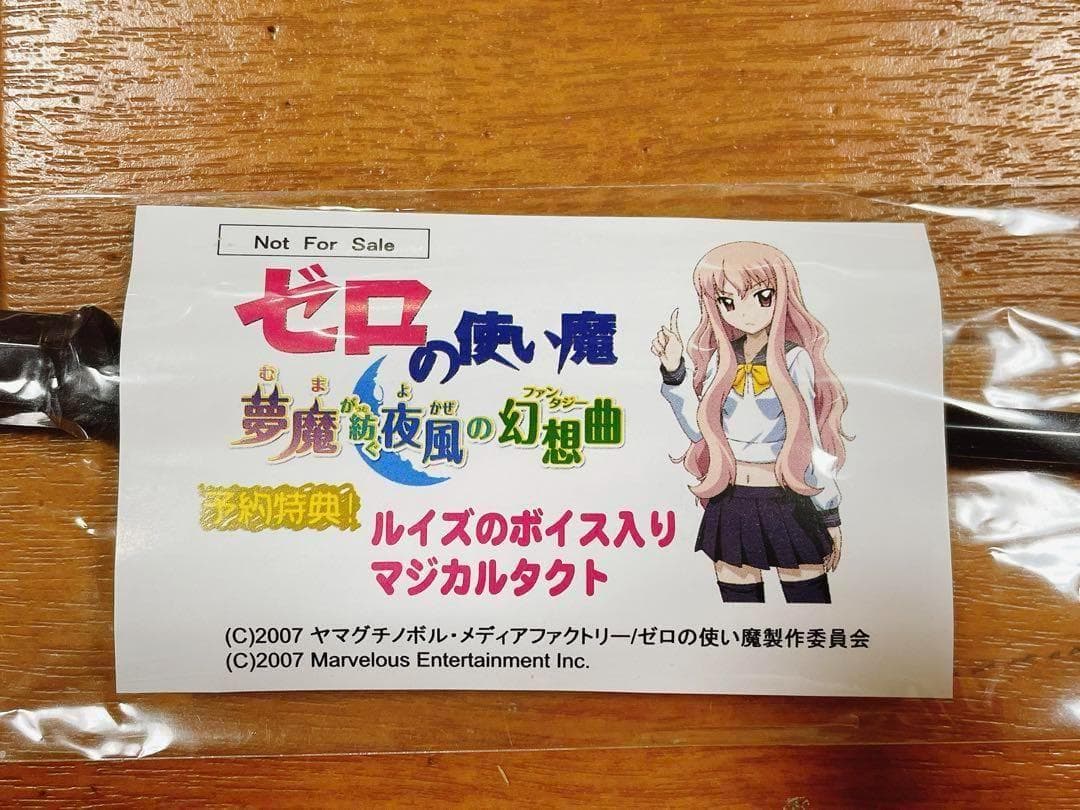 Not For Sale
ゼロの使い魔
むま よ かぜ ファンタジー
夢魔が紡ぐ夜風の幻想曲
予約特典!
ルイズのボイス入り
マジカルタクト
(C)2007 ヤマグチノボル・メディアファクトリー/ゼロの使い魔製作委員会
(C)2007 Marvelous Entertainment Inc.